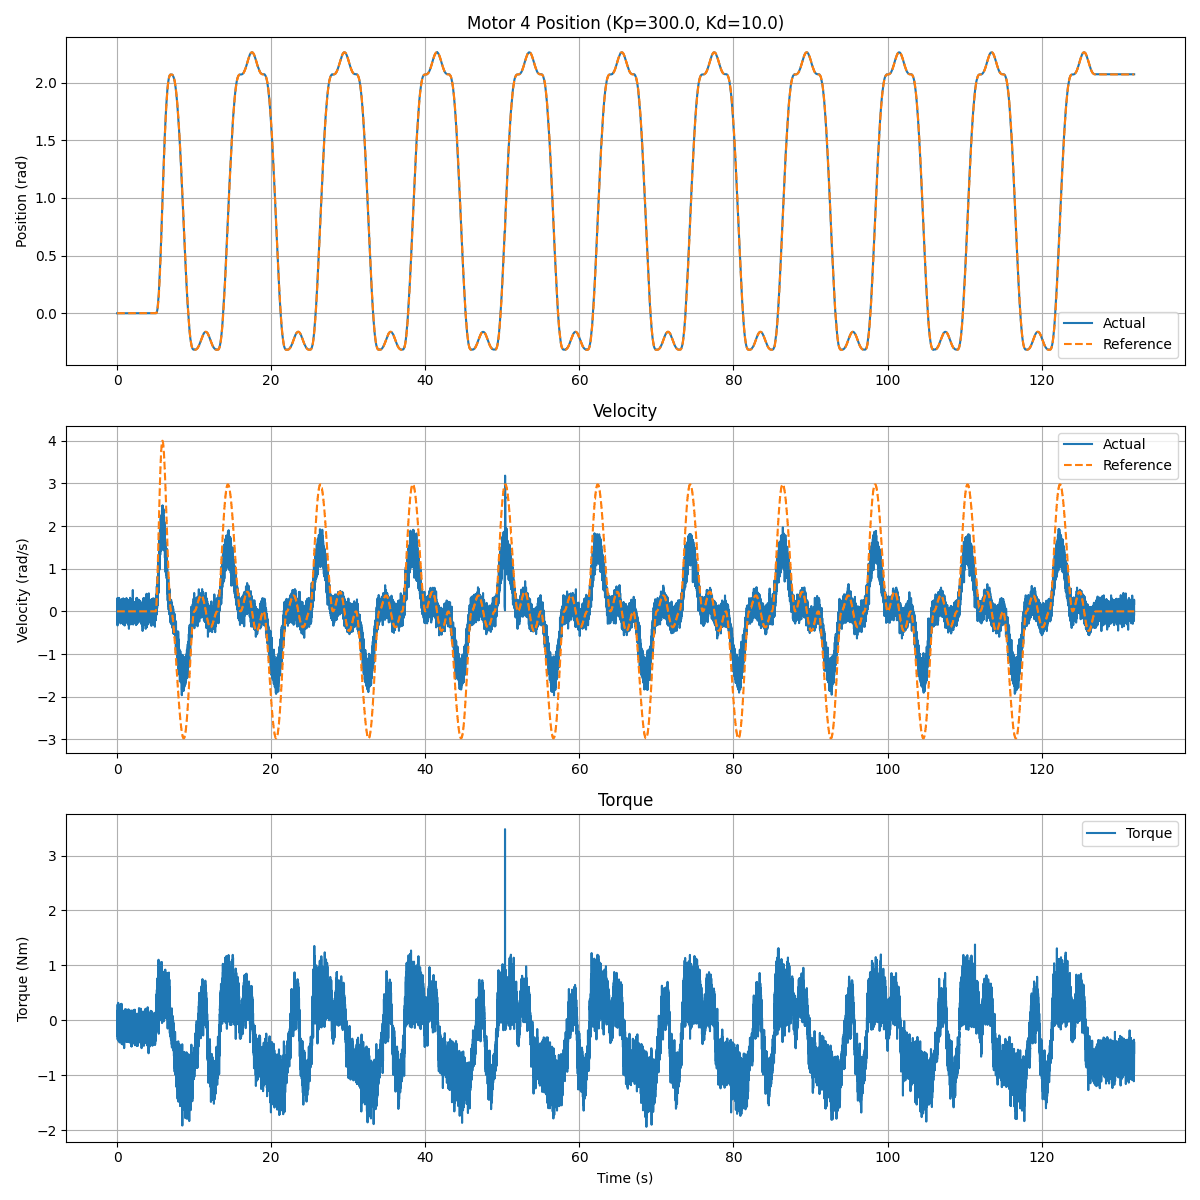 Motor 4 Position (Kp=300.0, Kd=10.0)
2.0
1.5
1.0
0.5
0.0
Position (rad)
Actual
Reference
0 20 40 60 80 100 120
Velocity
4
3
2
1
0
−1
−2
−3
Velocity (rad/s)
Actual
Reference
0 20 40 60 80 100 120
Torque
3
2
1
0
−1
−2
Torque (Nm)
Torque
0 20 40 60 80 100 120
Time (s)